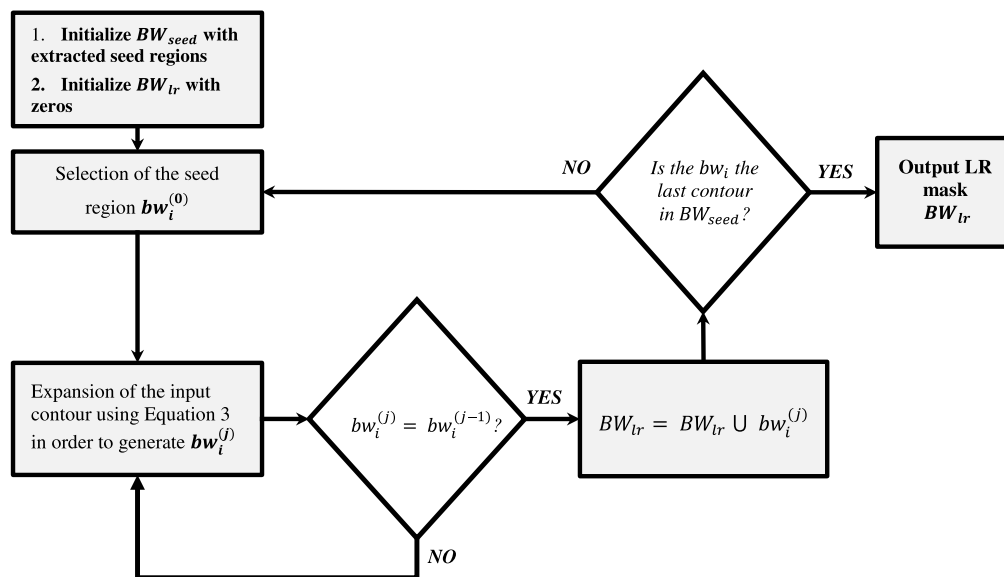 1. Initialize BW_seed with
extracted seed regions
2. Initialize BW_lr with
zeros
Selection of the seed
region bw_i^(0)
Expansion of the input
contour using Equation 3
in order to generate bw_i^(j)
bw_i^(j) = bw_i^(j−1)?
YES
NO
BW_lr = BW_lr ∪ bw_i^(j)
Is the bw_i the
last contour
in BW_seed?
NO
YES
Output LR
mask
BW_lr